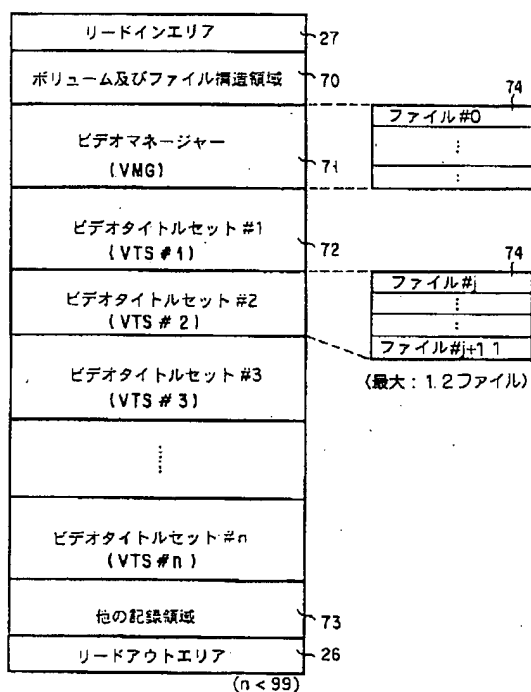 リードインエリア
27
ボリューム及びファイル構造領域
70
74
ファイル#0
⋮
⋮
ビデオマネージャー
(VMG)
71
ビデオタイトルセット#1
(VTS #1)
72
74
ファイル#j
⋮
⋮
ファイル#j+11
(最大:12ファイル)
ビデオタイトルセット#2
(VTS #2)
ビデオタイトルセット#3
(VTS #3)
⋮
ビデオタイトルセット#n
(VTS #n)
他の記録領域
73
リードアウトエリア
26
(n<99)